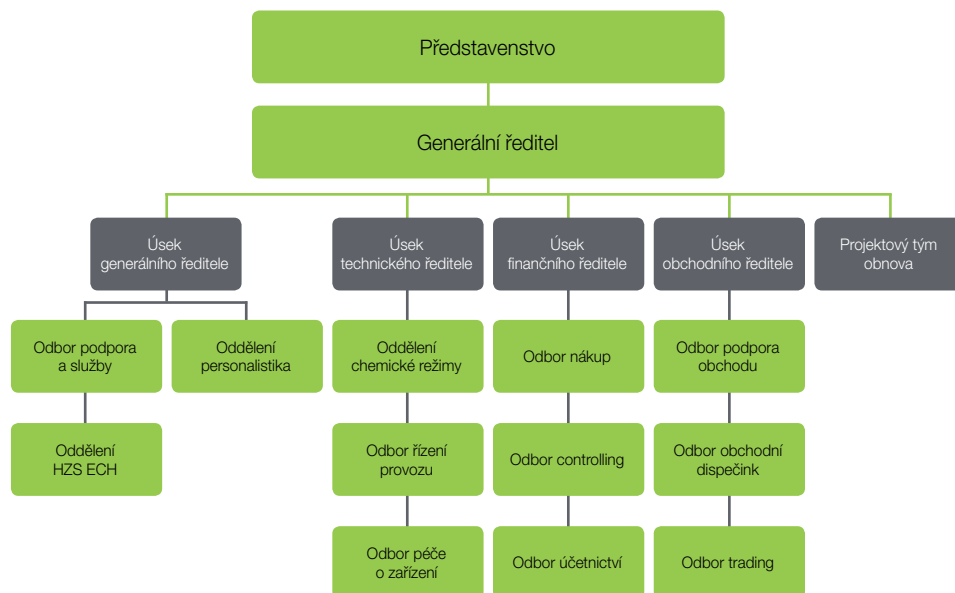 Představenstvo
Generální ředitel
Úsek
generálního ředitele
Úsek
technického ředitele
Úsek
finančního ředitele
Úsek
obchodního ředitele
Projektový tým
obnova
Odbor podpora
a služby
Oddělení
personalistika
Oddělení
chemické režimy
Odbor nákup
Odbor podpora
obchodu
Oddělení
HZS ECH
Odbor řízení
provozu
Odbor controlling
Odbor obchodní
dispečink
Odbor péče
o zařízení
Odbor účetnictví
Odbor trading